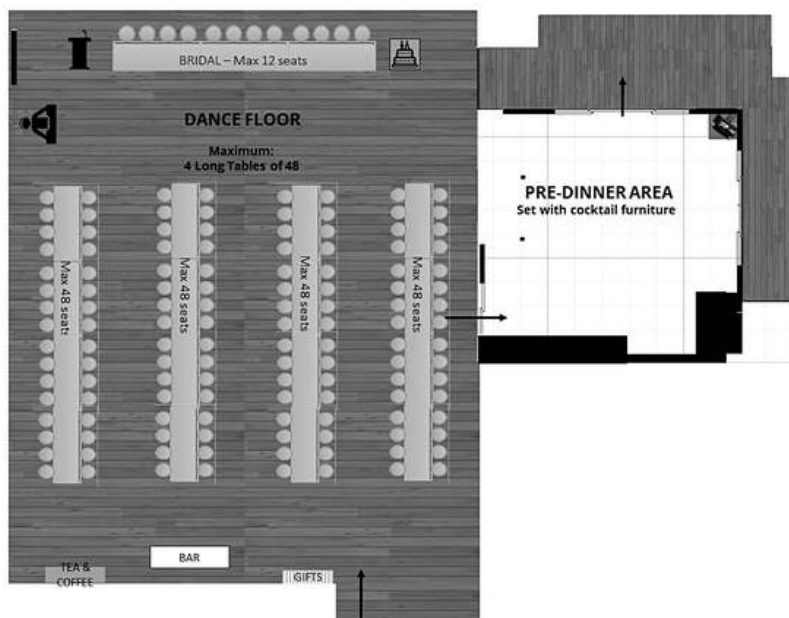 BRIDAL – Max 12 seats
DANCE FLOOR
Maximum:
4 Long Tables of 48
PRE-DINNER AREA
Set with cocktail furniture
Max 48 seats
Max 48 seats
Max 48 seats
Max 48 seats
TEA &
COFFEE
BAR
GIFTS